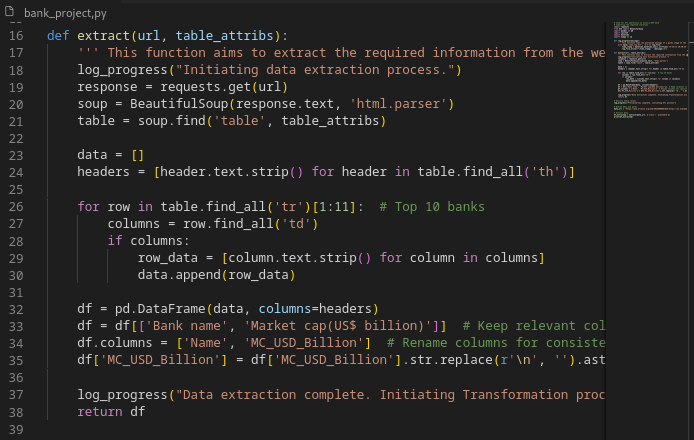 bank_project.py
16 def extract(url, table_attribs):
17 ''' This function aims to extract the required information from the we
18 log_progress("Initiating data extraction process.")
19 response = requests.get(url)
20 soup = BeautifulSoup(response.text, 'html.parser')
21 table = soup.find('table', table_attribs)
22
23 data = []
24 headers = [header.text.strip() for header in table.find_all('th')]
25
26 for row in table.find_all('tr')[1:11]:  # Top 10 banks
27 columns = row.find_all('td')
28 if columns:
29 row_data = [column.text.strip() for column in columns]
30 data.append(row_data)
31
32 df = pd.DataFrame(data, columns=headers)
33 df = df[['Bank name', 'Market cap(US$ billion)']]  # Keep relevant col
34 df.columns = ['Name', 'MC_USD_Billion']  # Rename columns for consiste
35 df['MC_USD_Billion'] = df['MC_USD_Billion'].str.replace(r'\n', '').ast
36
37 log_progress("Data extraction complete. Initiating Transformation proc
38 return df
39